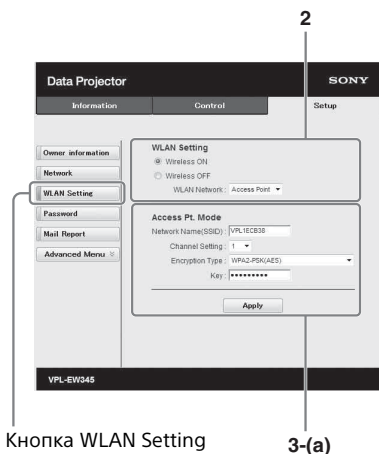 2
Data Projector
SONY
Information Control Setup
Owner information
Network
WLAN Setting
Password
Mail Report
Advanced Menu
WLAN Setting
Wireless ON
Wireless OFF
WLAN Network : Access Point
Access Pt. Mode
Network Name(SSID) : VPL1ECB38
Channel Setting : 1
Encryption Type : WPA2-PSK(AES)
Key : •••••••••
Apply
VPL-EW345
Кнопка WLAN Setting
3-(a)